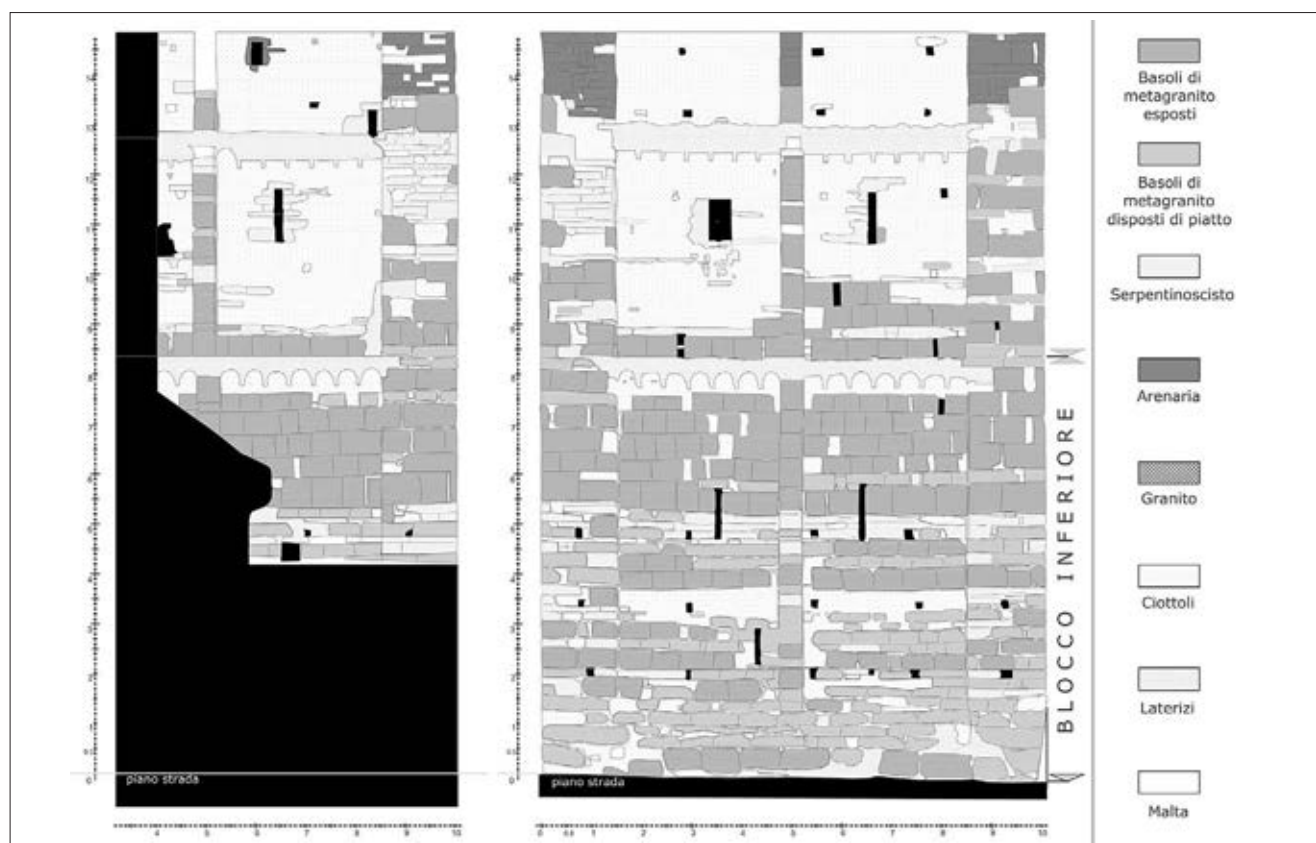 piano strada
4 5 6 7 8 9 10
piano strada
0 0.5 1 2 3 4 5 6 7 8 9 10
BLOCCO INFERIORE
Basoli di
metagranito
esposti
Basoli di
metagranito
disposti di piatto
Serpentinoscisto
Arenaria
Granito
Ciottoli
Laterizi
Malta